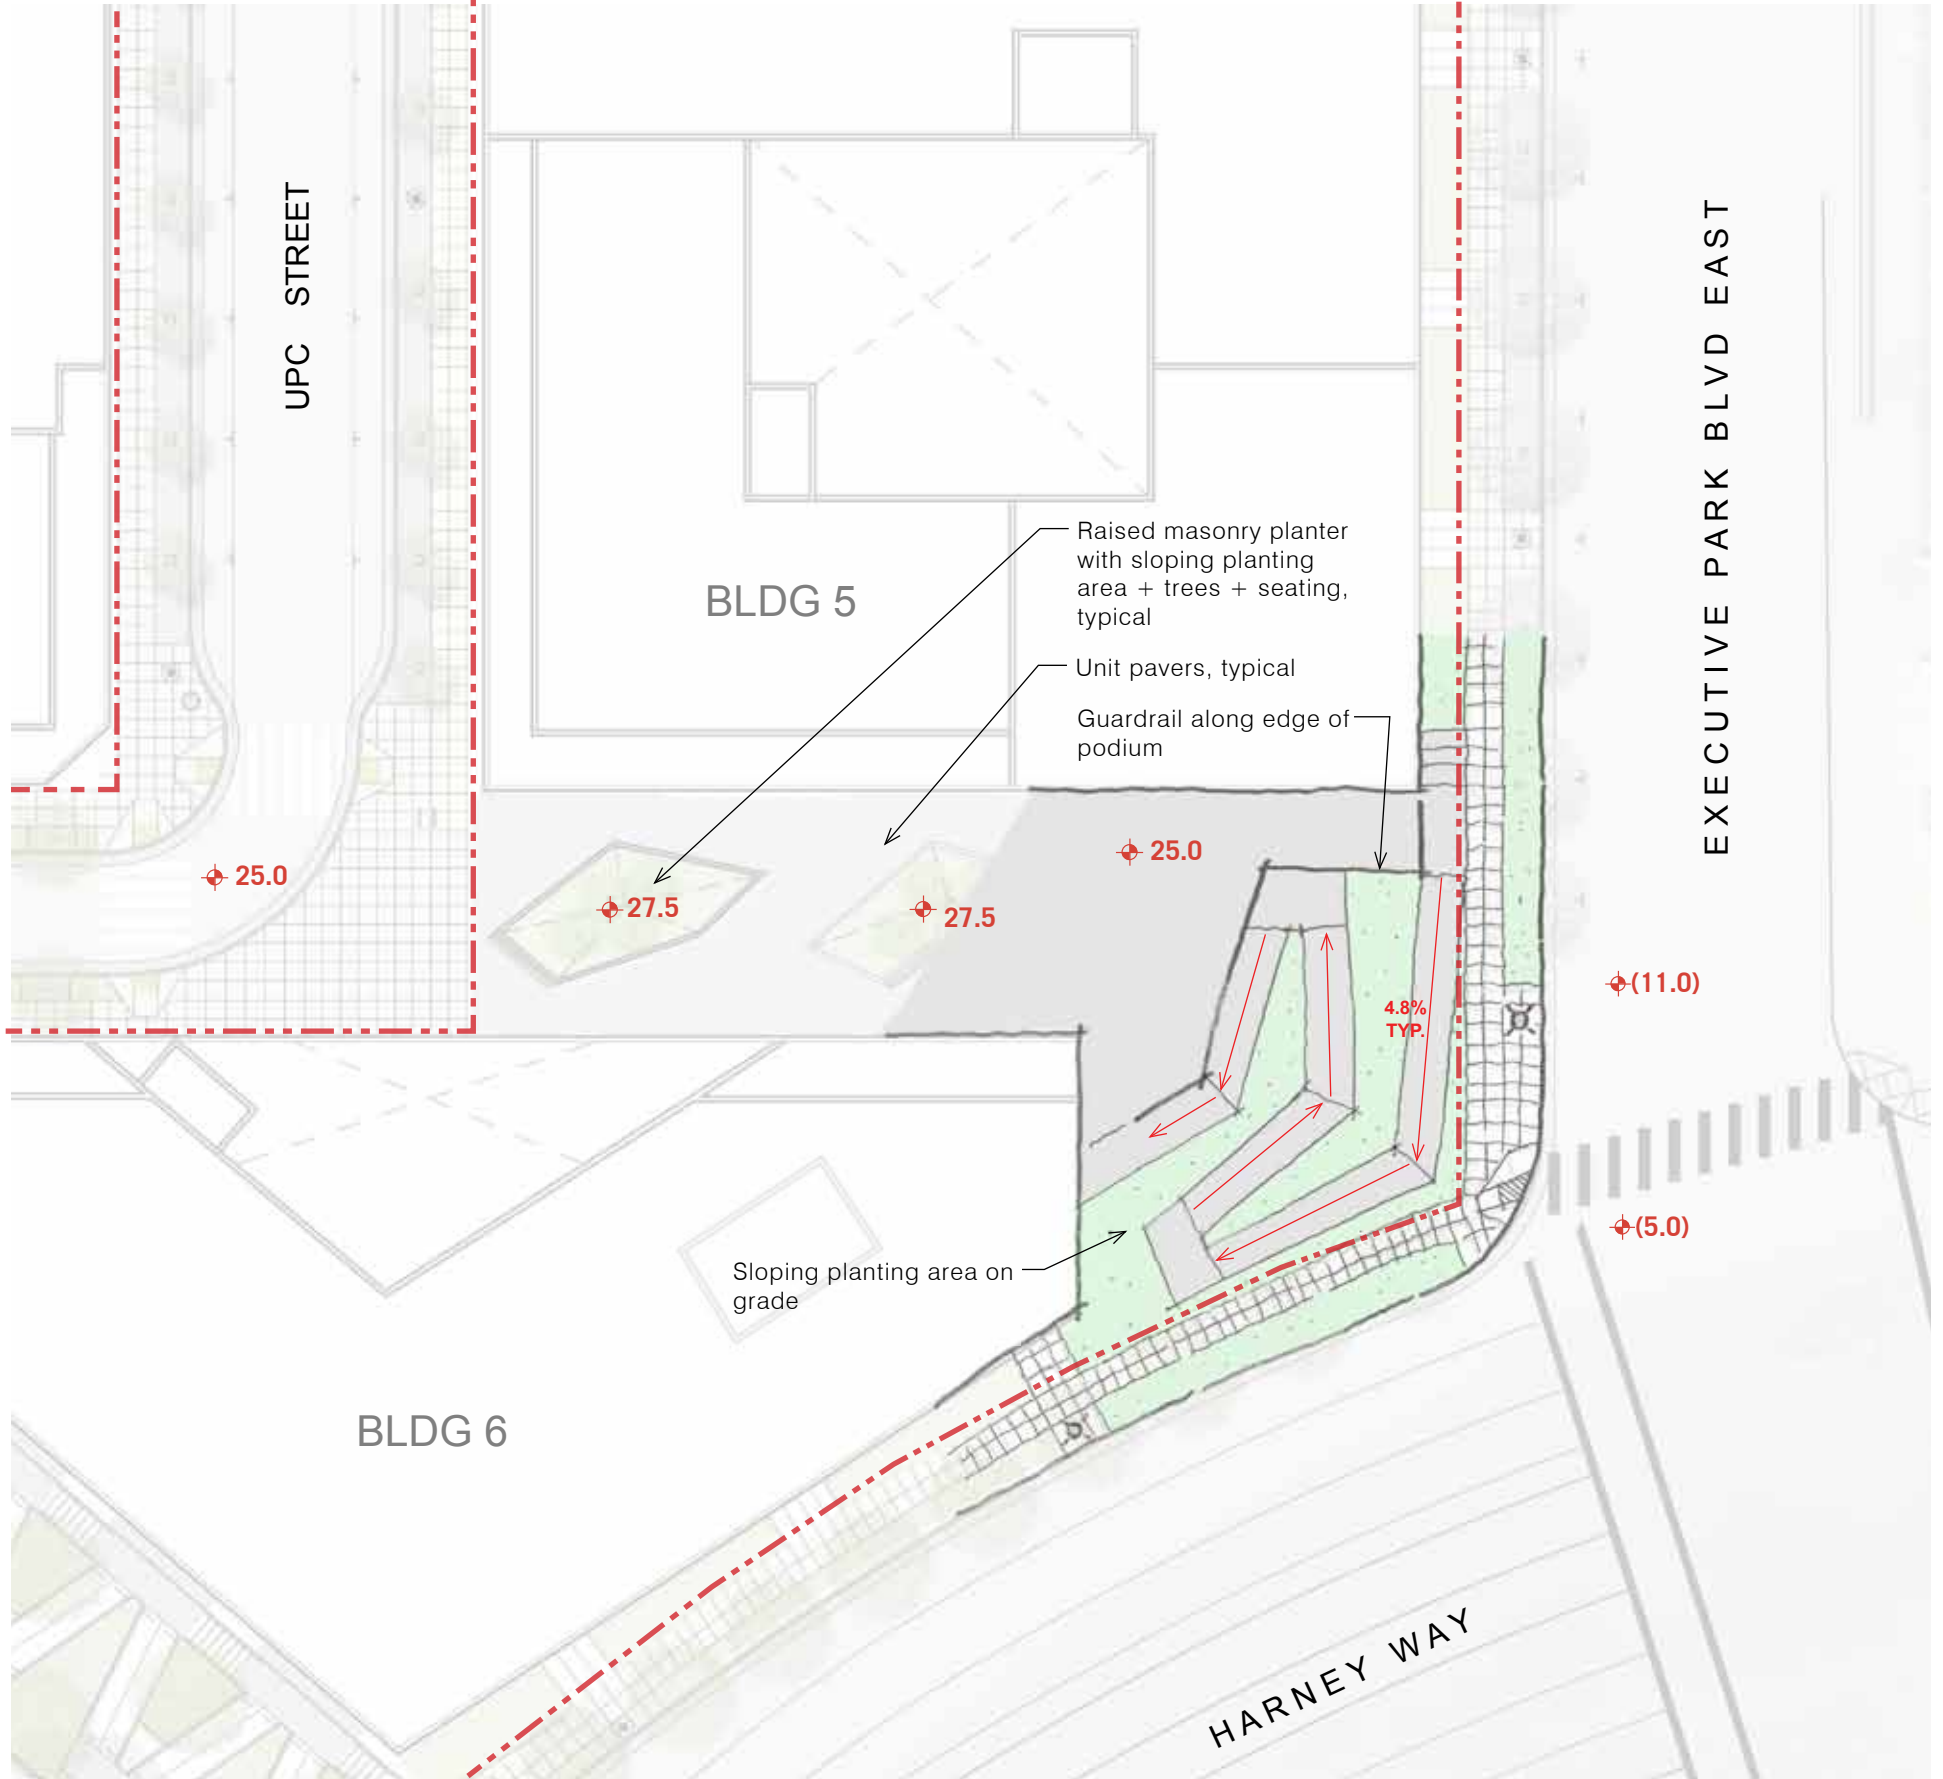 UPC STREET
EXECUTIVE PARK BLVD EAST
Raised masonry planter
with sloping planting
area + trees + seating,
typical
BLDG 5
Unit pavers, typical
Guardrail along edge of
podium
25.0
25.0
27.5
27.5
(11.0)
4.8%
TYP.
(5.0)
Sloping planting area on
grade
BLDG 6
HARNEY WAY